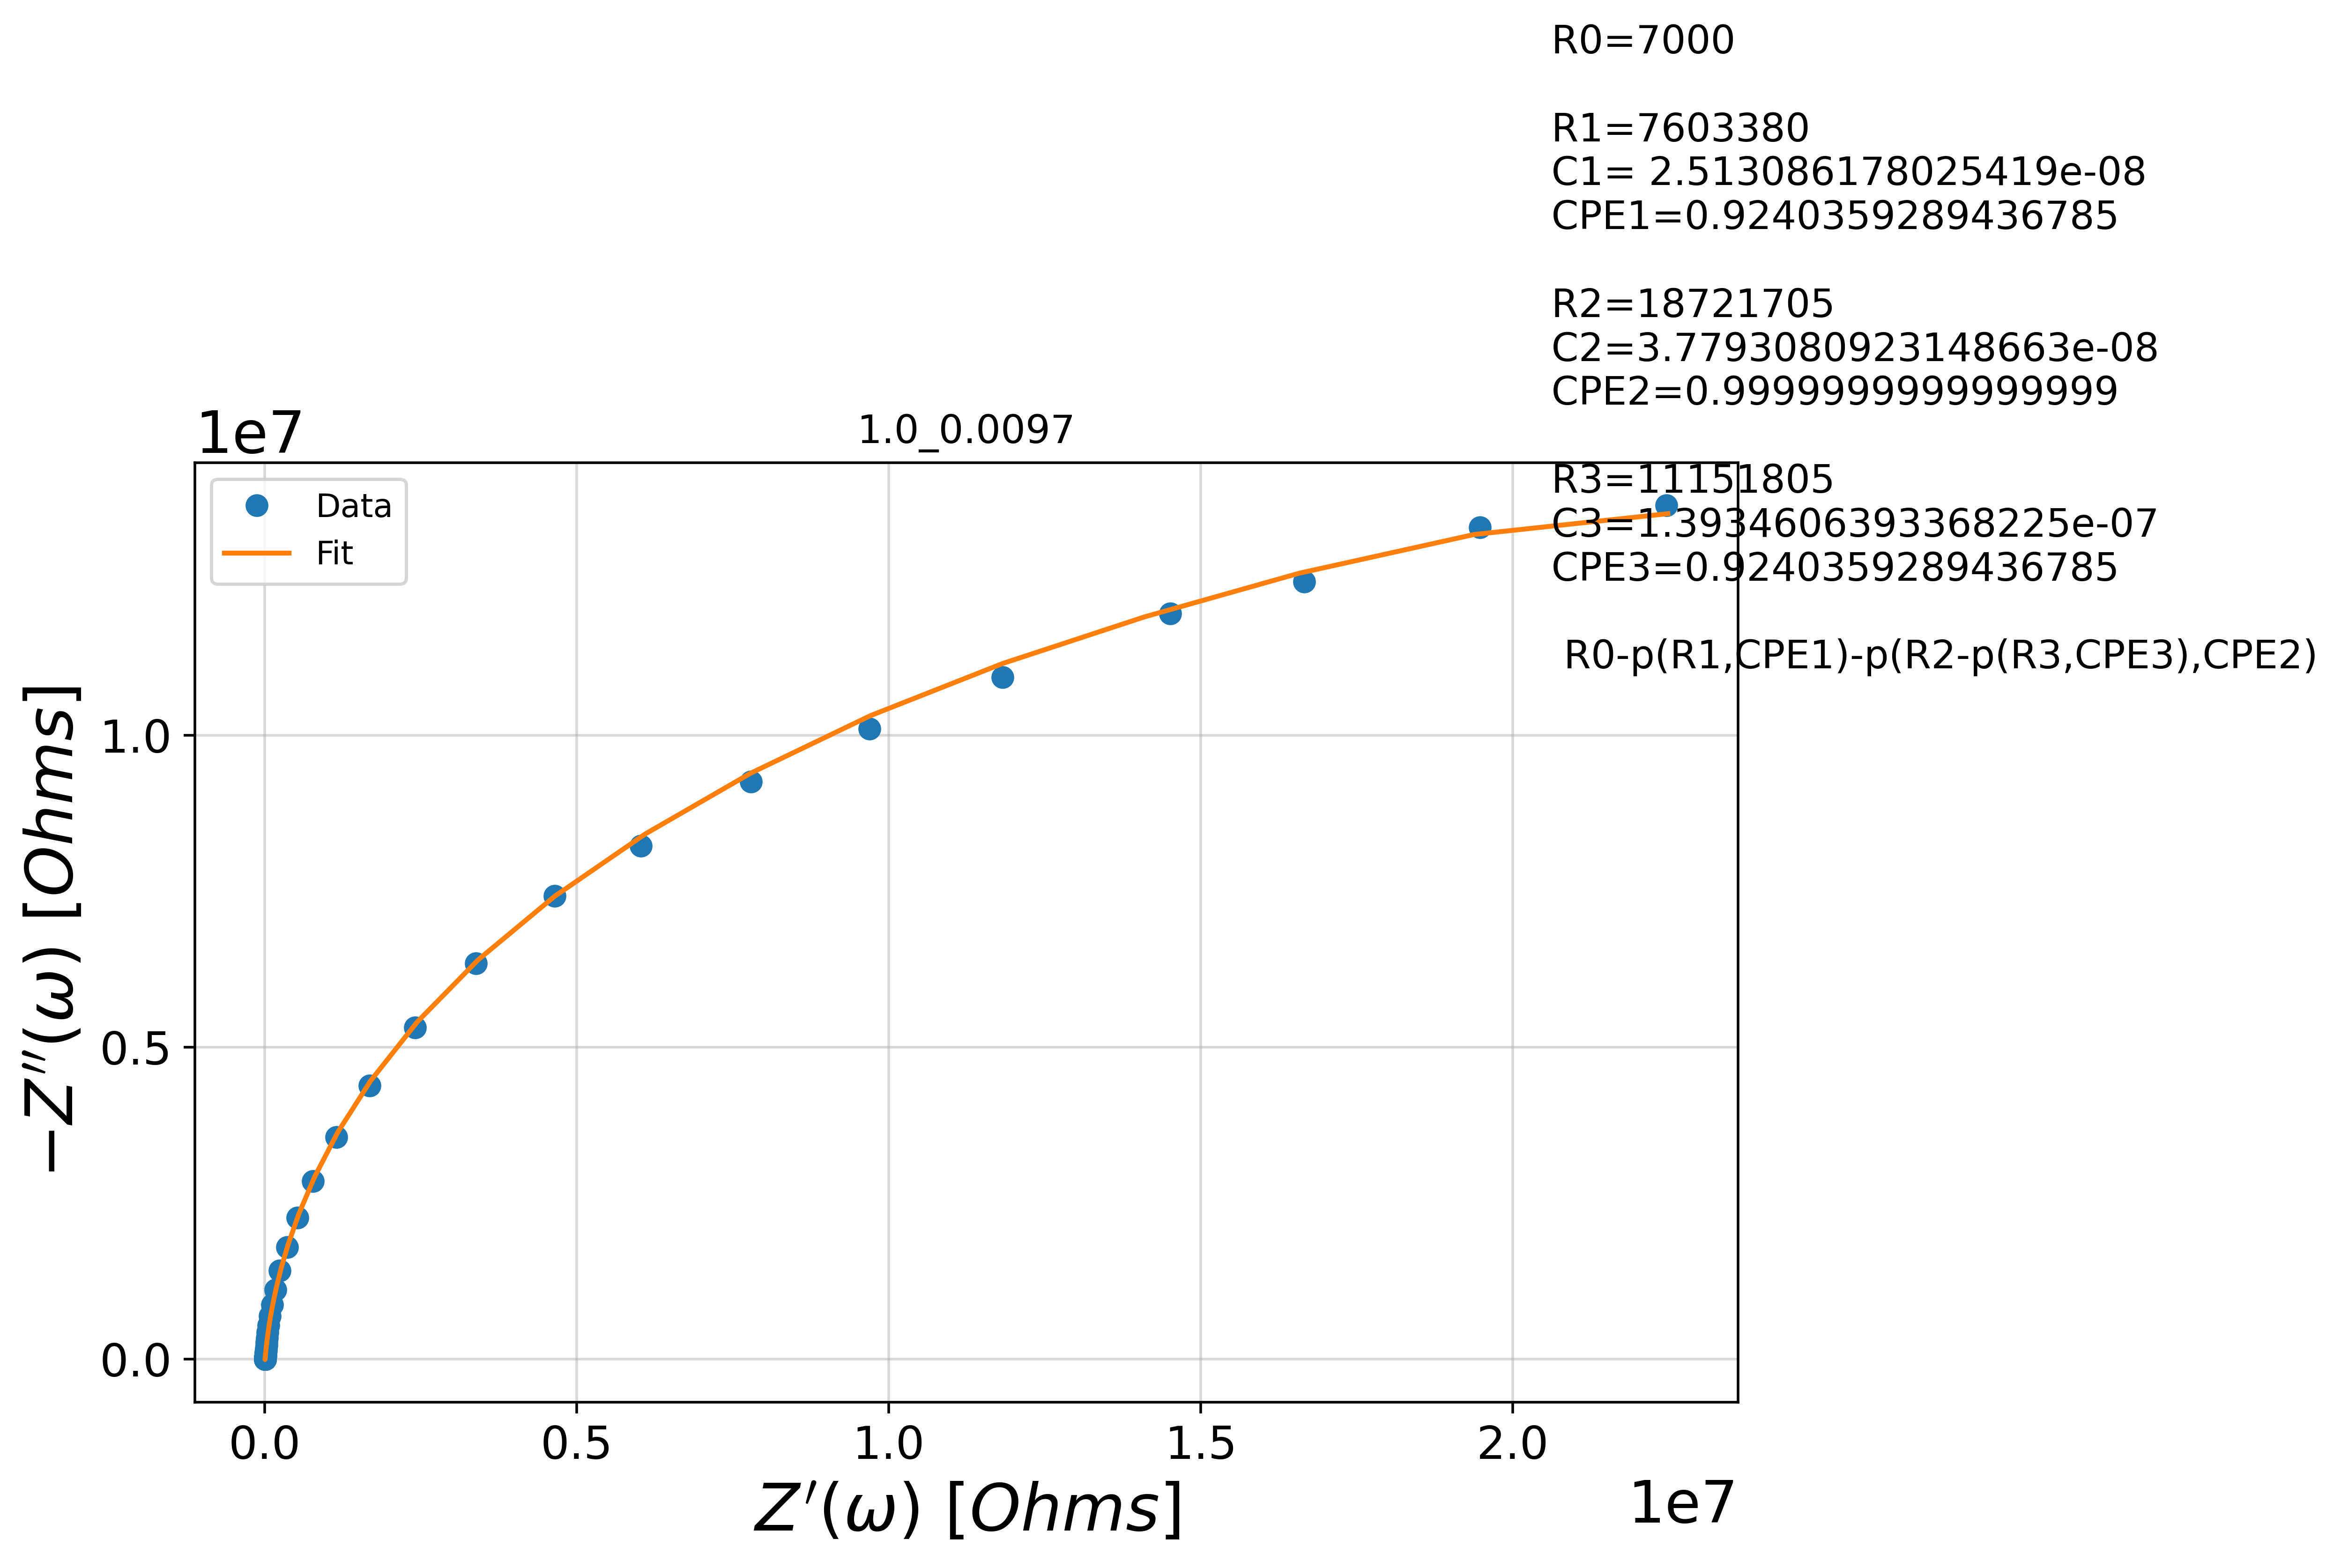 R0=7000
R1=7603380
C1= 2.513086178025419e-08
CPE1=0.9240359289436785
R2=18721705
C2=3.7793080923148663e-08
CPE2=0.9999999999999999
1e7
1.0_0.0097
R3=11151805
C3=1.3934606393368225e-07
CPE3=0.9240359289436785
R0-p(R1,CPE1)-p(R2-p(R3,CPE3),CPE2)
Data
Fit
−Z′′(ω) [Ohms]
1.0
0.5
0.0
0.0 0.5 1.0 1.5 2.0
Z′(ω) [Ohms]
1e7